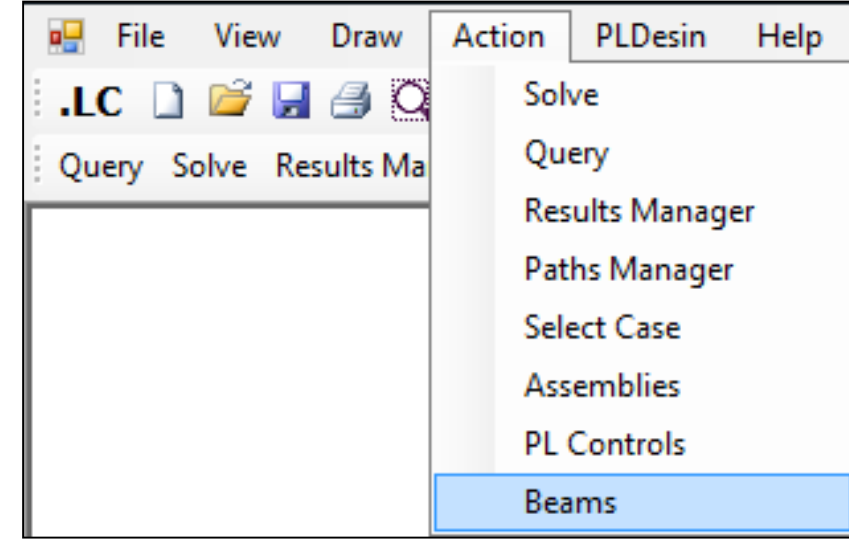 File View Draw Action PLDesin Help
.LC
Query Solve Results Ma
Solve
Query
Results Manager
Paths Manager
Select Case
Assemblies
PL Controls
Beams